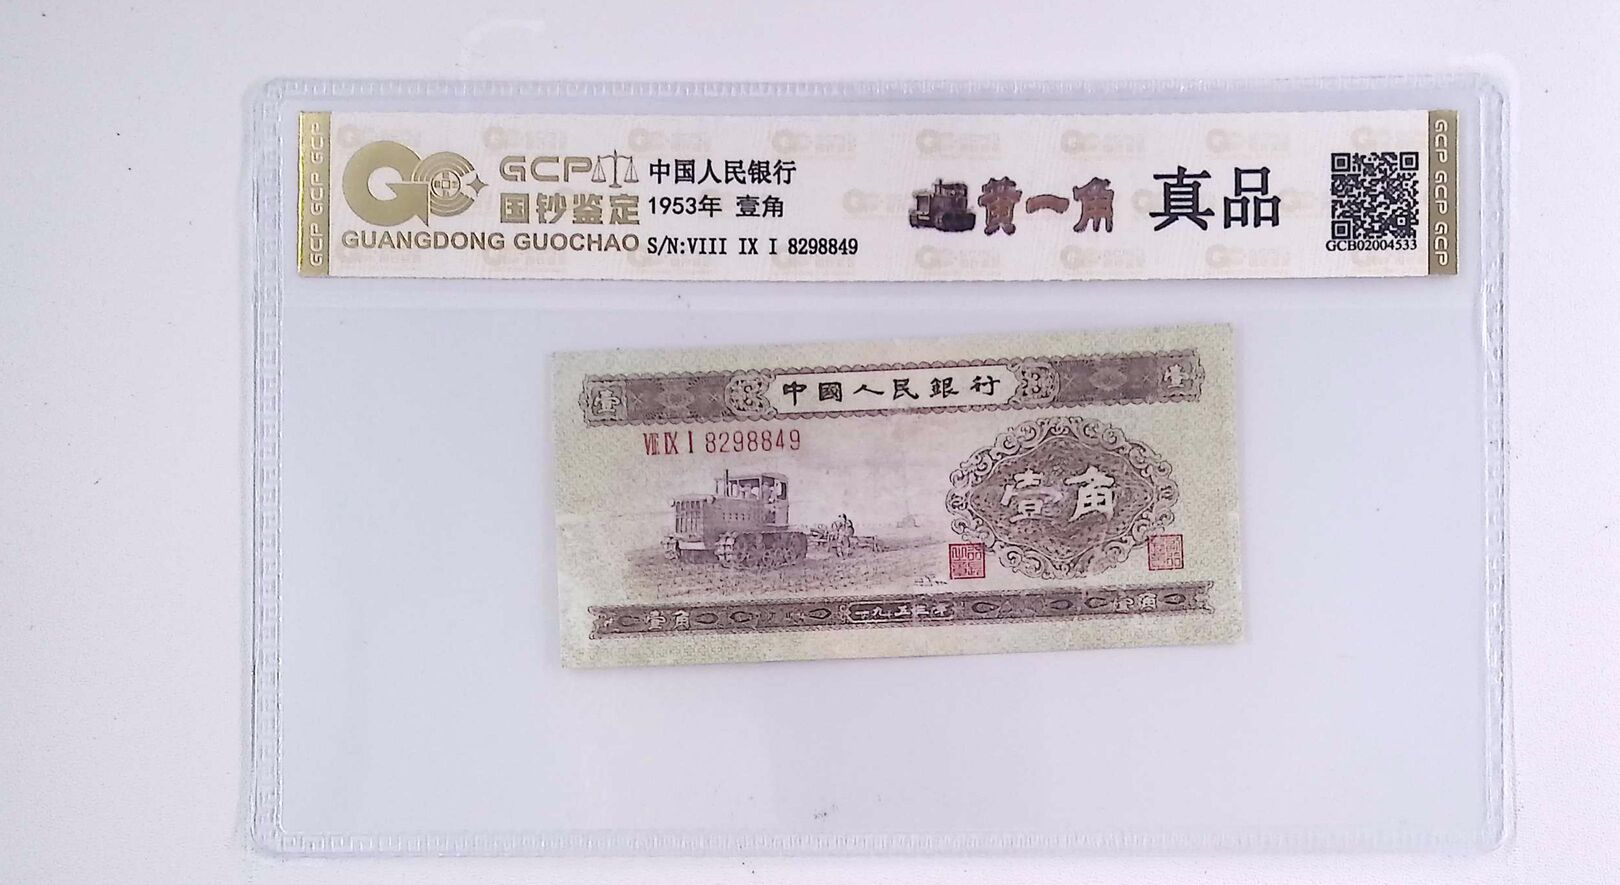 GCP GCP GCP
GCP
国钞鉴定
GUANGDONG GUOCHAO
中国人民银行
1953年 壹角
S/N:VIII IX I 8298849
黄一角
真品
GCB02004533
GCP GCP GCP
中國人民銀行
壹
壹
VIII IX I 8298849
壹角
壹角
一九五三年
壹角